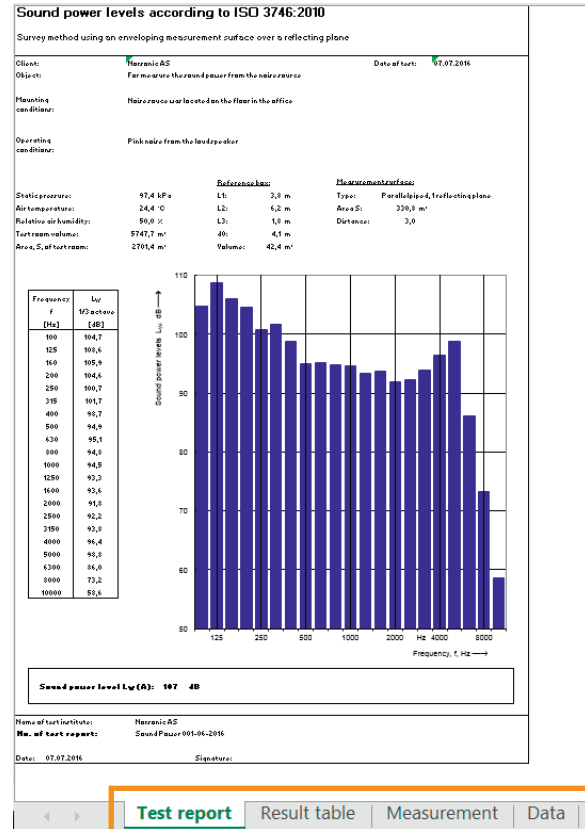 Sound power levels according to ISO 3746:2010
Survey method using an enveloping measurement surface over a reflecting plane
Client: Norsonic AS Date of test: 07.07.2016
Object: For measure the sound power from the noise source
Mounting conditions: Noise souce war located on the floor in the office
Operating conditions: Pink noise from the loudspeaker
Reference box: Measurement surface:
Static pressure: 97,4 kPa L1: 3,8 m Type: Parallelpiped, 1 reflecting plane
Air temperature: 24,4 °C L2: 6,2 m Area S: 330,8 m²
Relative air humidity: 50,0 % L3: 1,8 m Distance: 3,0
Test room volume: 5747,7 m³ d0: 4,1 m
Area, S, of test room: 2701,4 m² Volume: 42,4 m³
Frequency f [Hz] LW 1/3 octave [dB]
100 104,7
125 108,6
160 105,9
200 104,6
250 100,7
315 101,7
400 98,7
500 94,9
630 95,1
800 94,8
1000 94,5
1250 93,3
1600 93,6
2000 91,8
2500 92,2
3150 93,8
4000 96,4
5000 98,8
6300 86,0
8000 73,2
10000 58,6
Sound power levels LW, dB →
110
100
90
80
70
60
50
125 250 500 1000 2000 Hz 4000 8000
Frequency, f, Hz →
Sound power level Lw(A): 107 dB
Name of test institute: Norsonic AS
No. of test report: Sound Power 001-06-2016
Date: 07.07.2016 Signature:
Test report Result table Measurement Data